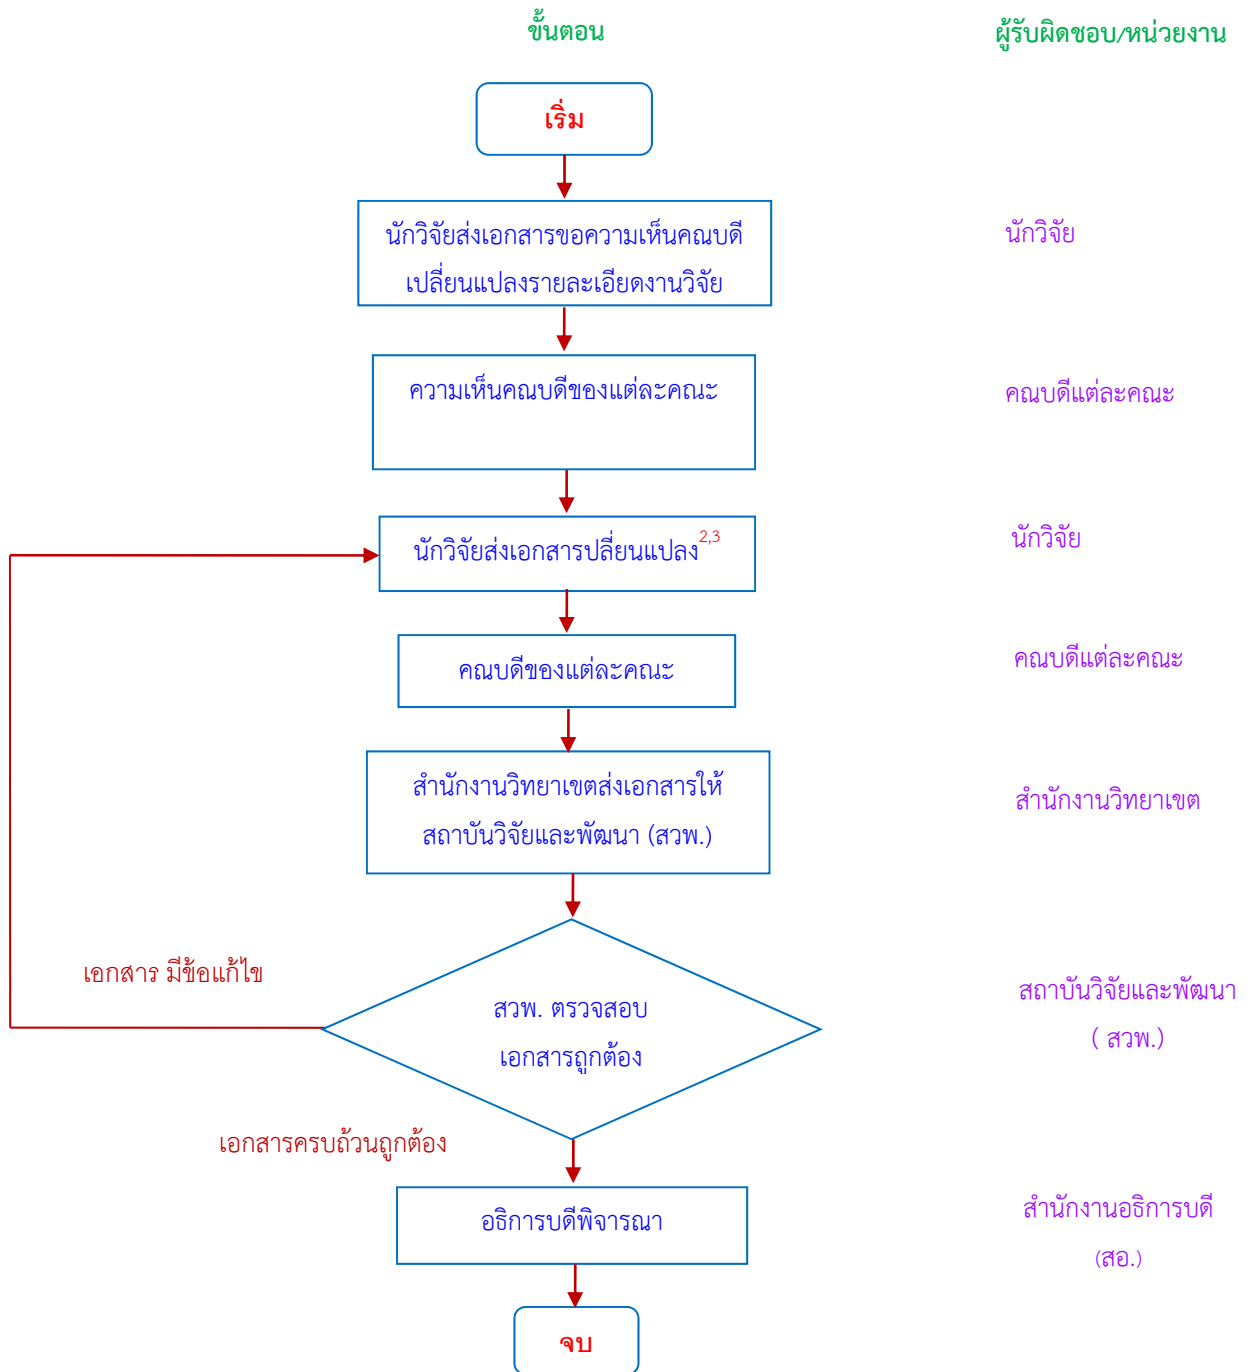 ขั้นตอน ผู้รับผิดชอบ/หน่วยงาน
เริ่ม
นักวิจัยส่งเอกสารขอความเห็นคณบดี นักวิจัย
เปลี่ยนแปลงรายละเอียดงานวิจัย
ความเห็นคณบดีของแต่ละคณะ คณบดีแต่ละคณะ
นักวิจัยส่งเอกสารเปลี่ยนแปลง2,3 นักวิจัย
คณบดีของแต่ละคณะ คณบดีแต่ละคณะ
สำนักงานวิทยาเขตส่งเอกสารให้ สำนักงานวิทยาเขต
สถาบันวิจัยและพัฒนา (สวพ.)
เอกสาร มีข้อแก้ไข
สวพ. ตรวจสอบ สถาบันวิจัยและพัฒนา
เอกสารถูกต้อง ( สวพ.)
เอกสารครบถ้วนถูกต้อง
อธิการบดีพิจารณา สำนักงานอธิการบดี
(สอ.)
จบ